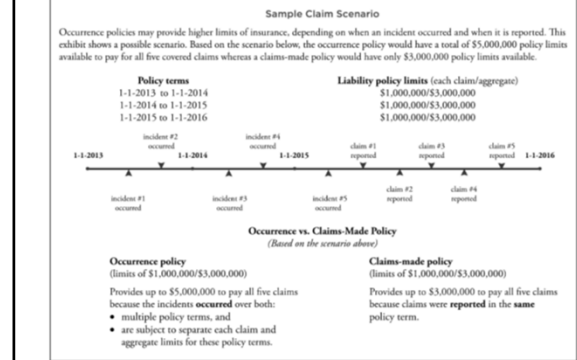 Sample Claim Scenario
Occurrence policies may provide higher limits of insurance, depending on when an incident occurred and when it is reported. This
exhibit shows a possible scenario. Based on the scenario below, the occurrence policy would have a total of $5,000,000 policy limits
available to pay for all five covered claims whereas a claims-made policy would have only $3,000,000 policy limits available.
Policy terms
1-1-2013 to 1-1-2014
1-1-2014 to 1-1-2015
1-1-2015 to 1-1-2016
Liability policy limits (each claim/aggregate)
$1,000,000/$3,000,000
$1,000,000/$3,000,000
$1,000,000/$3,000,000
1-1-2013
incident #2
occurred
1-1-2014
incident #4
occurred
1-1-2015
claim #1
reported
claim #3
reported
claim #5
reported
1-1-2016
incident #1
occurred
incident #3
occurred
incident #5
occurred
claim #2
reported
claim #4
reported
Occurrence vs. Claims-Made Policy
(Based on the scenario above)
Occurrence policy
(limits of $1,000,000/$3,000,000)
Provides up to $5,000,000 to pay all five claims
because the incidents occurred over both:
• multiple policy terms, and
• are subject to separate each claim and
aggregate limits for these policy terms.
Claims-made policy
(limits of $1,000,000/$3,000,000)
Provides up to $3,000,000 to pay all five claims
because claims were reported in the same
policy term.